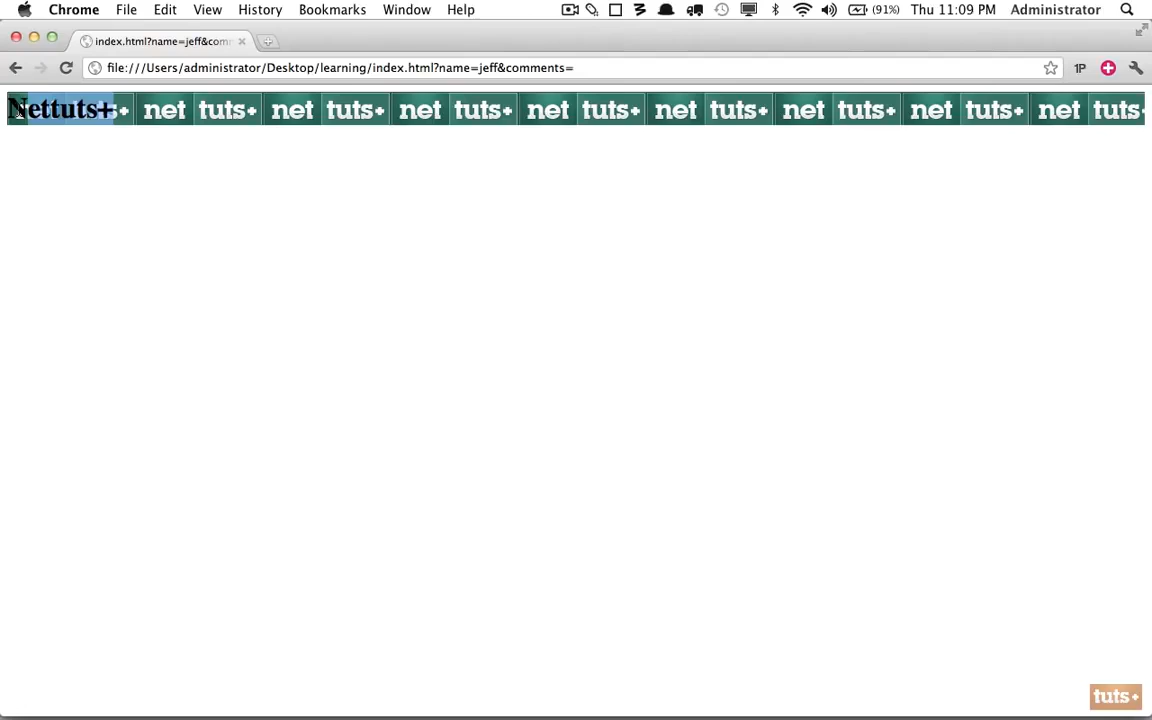 Chrome File Edit View History Bookmarks Window Help (91%) Thu 11:09 PM Administrator
index.html?name=jeff&com
file:///Users/administrator/Desktop/learning/index.html?name=jeff&comments= 1P
Nettuts+ s+ net tuts+ net tuts+ net tuts+ net tuts+ net tuts+ net tuts+ net tuts+ net tuts+
tuts+